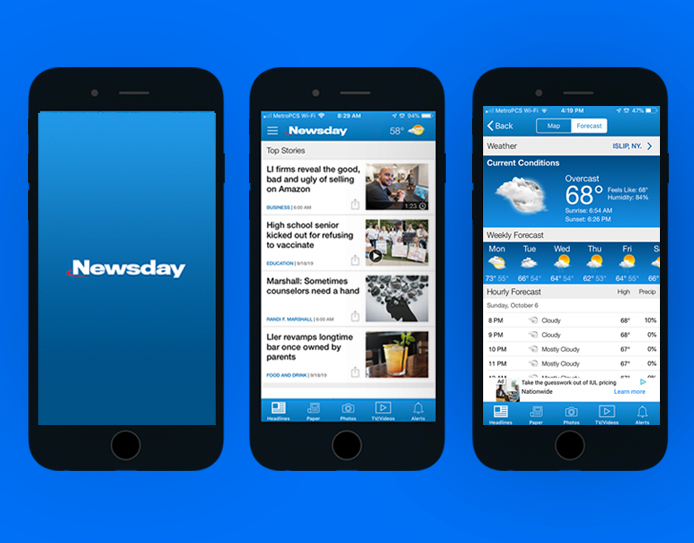 Newsday
MetroPCS Wi-Fi 8:29 AM 94%
Newsday 58°
Top Stories
LI firms reveal the good,
bad and ugly of selling
on Amazon
BUSINESS | 6:00 AM
1:23
High school senior
kicked out for refusing
to vaccinate
EDUCATION | 9/18/19
Marshall: Sometimes
counselors need a hand
RANDI F. MARSHALL | 6:00 AM
LIer revamps longtime
bar once owned by
parents
FOOD AND DRINK | 9/18/19
Headlines Paper Photos TV/Videos Alerts
MetroPCS Wi-Fi 4:19 PM 47%
Back Map Forecast
Weather ISLIP, NY.
Current Conditions
Overcast
68° Feels Like: 68°
Humidity: 84%
Sunrise: 6:54 AM
Sunset: 6:26 PM
Weekly Forecast
Mon Tue Wed Thu Fri S
73° 55° 66° 54° 64° 54° 62° 53° 64° 55° 66
Hourly Forecast High Precip
Sunday, October 6
8 PM Cloudy 68° 10%
9 PM Cloudy 68° 0%
10 PM Mostly Cloudy 67° 0%
11 PM Mostly Cloudy 67° 0%
Ad
Take the guesswork out of IUL pricing
Nationwide Learn more
Headlines Paper Photos TV/Videos Alerts